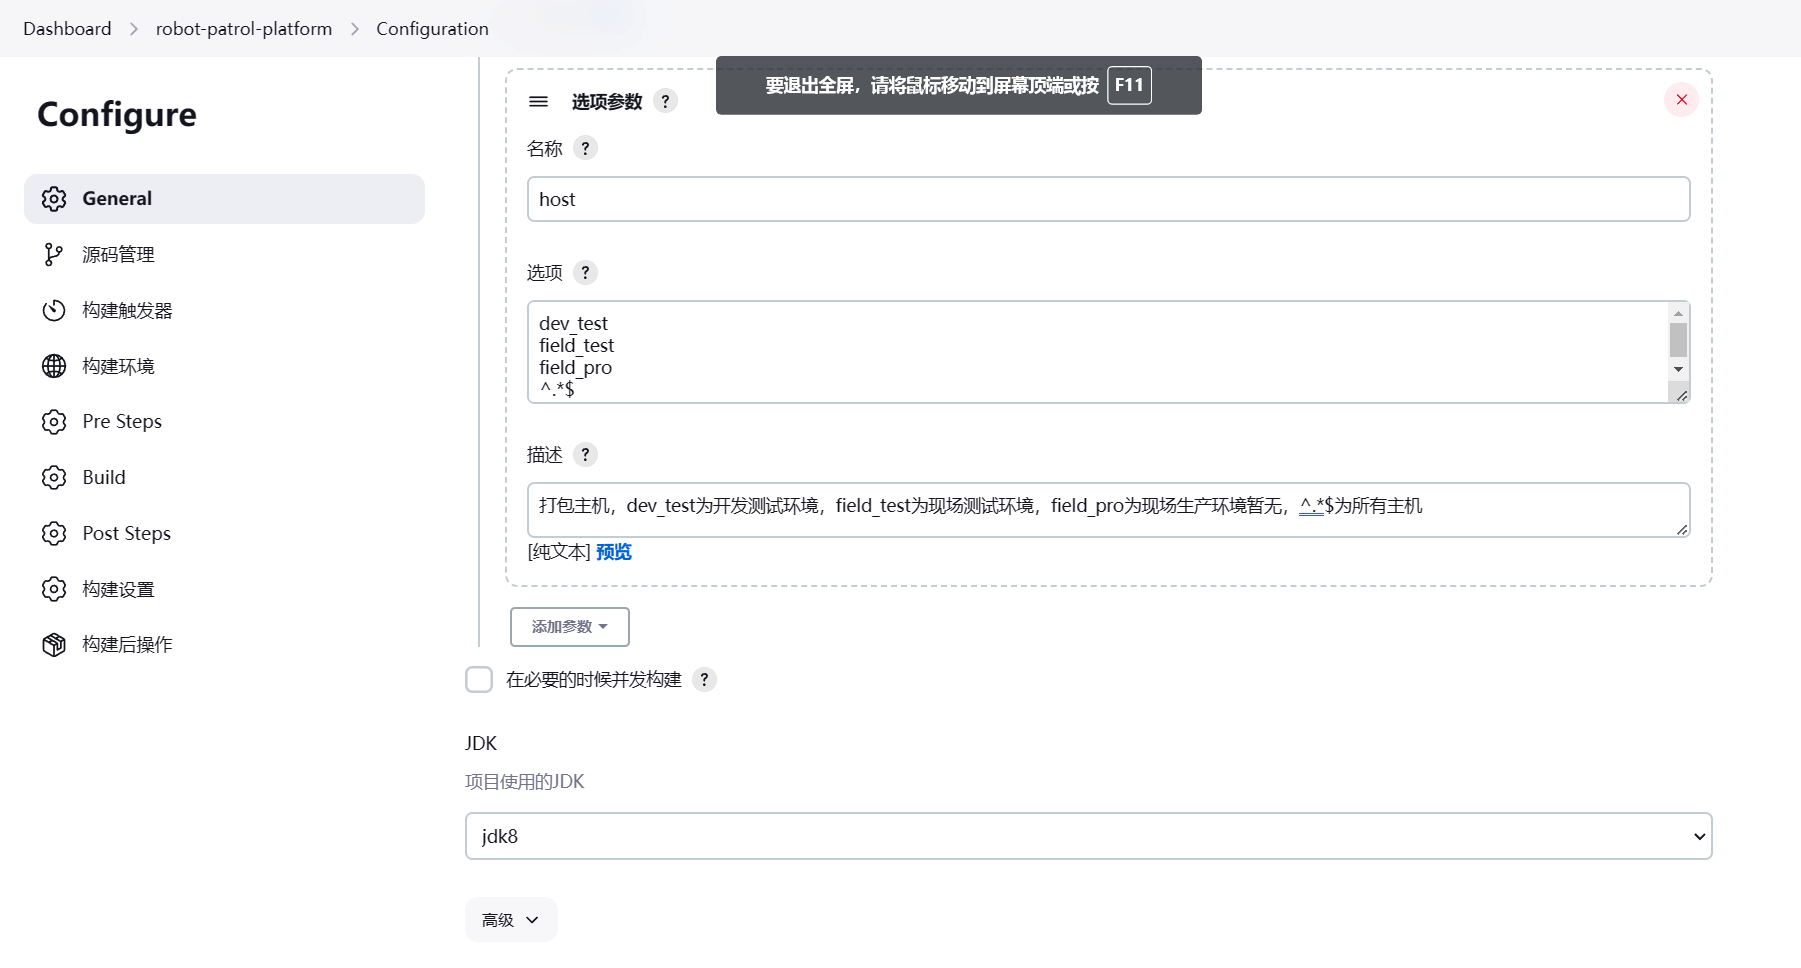 Dashboard
robot-patrol-platform
Configuration
要退出全屏，请将鼠标移动到屏幕顶端或按 F11
Configure
General
源码管理
构建触发器
构建环境
Pre Steps
Build
Post Steps
构建设置
构建后操作
选项参数 ?
名称 ?
host
选项 ?
dev_test
field_test
field_pro
^.*$
描述 ?
打包主机，dev_test为开发测试环境，field_test为现场测试环境，field_pro为现场生产环境暂无，^.*$为所有主机
[纯文本] 预览
添加参数
在必要的时候并发构建 ?
JDK
项目使用的JDK
jdk8
高级